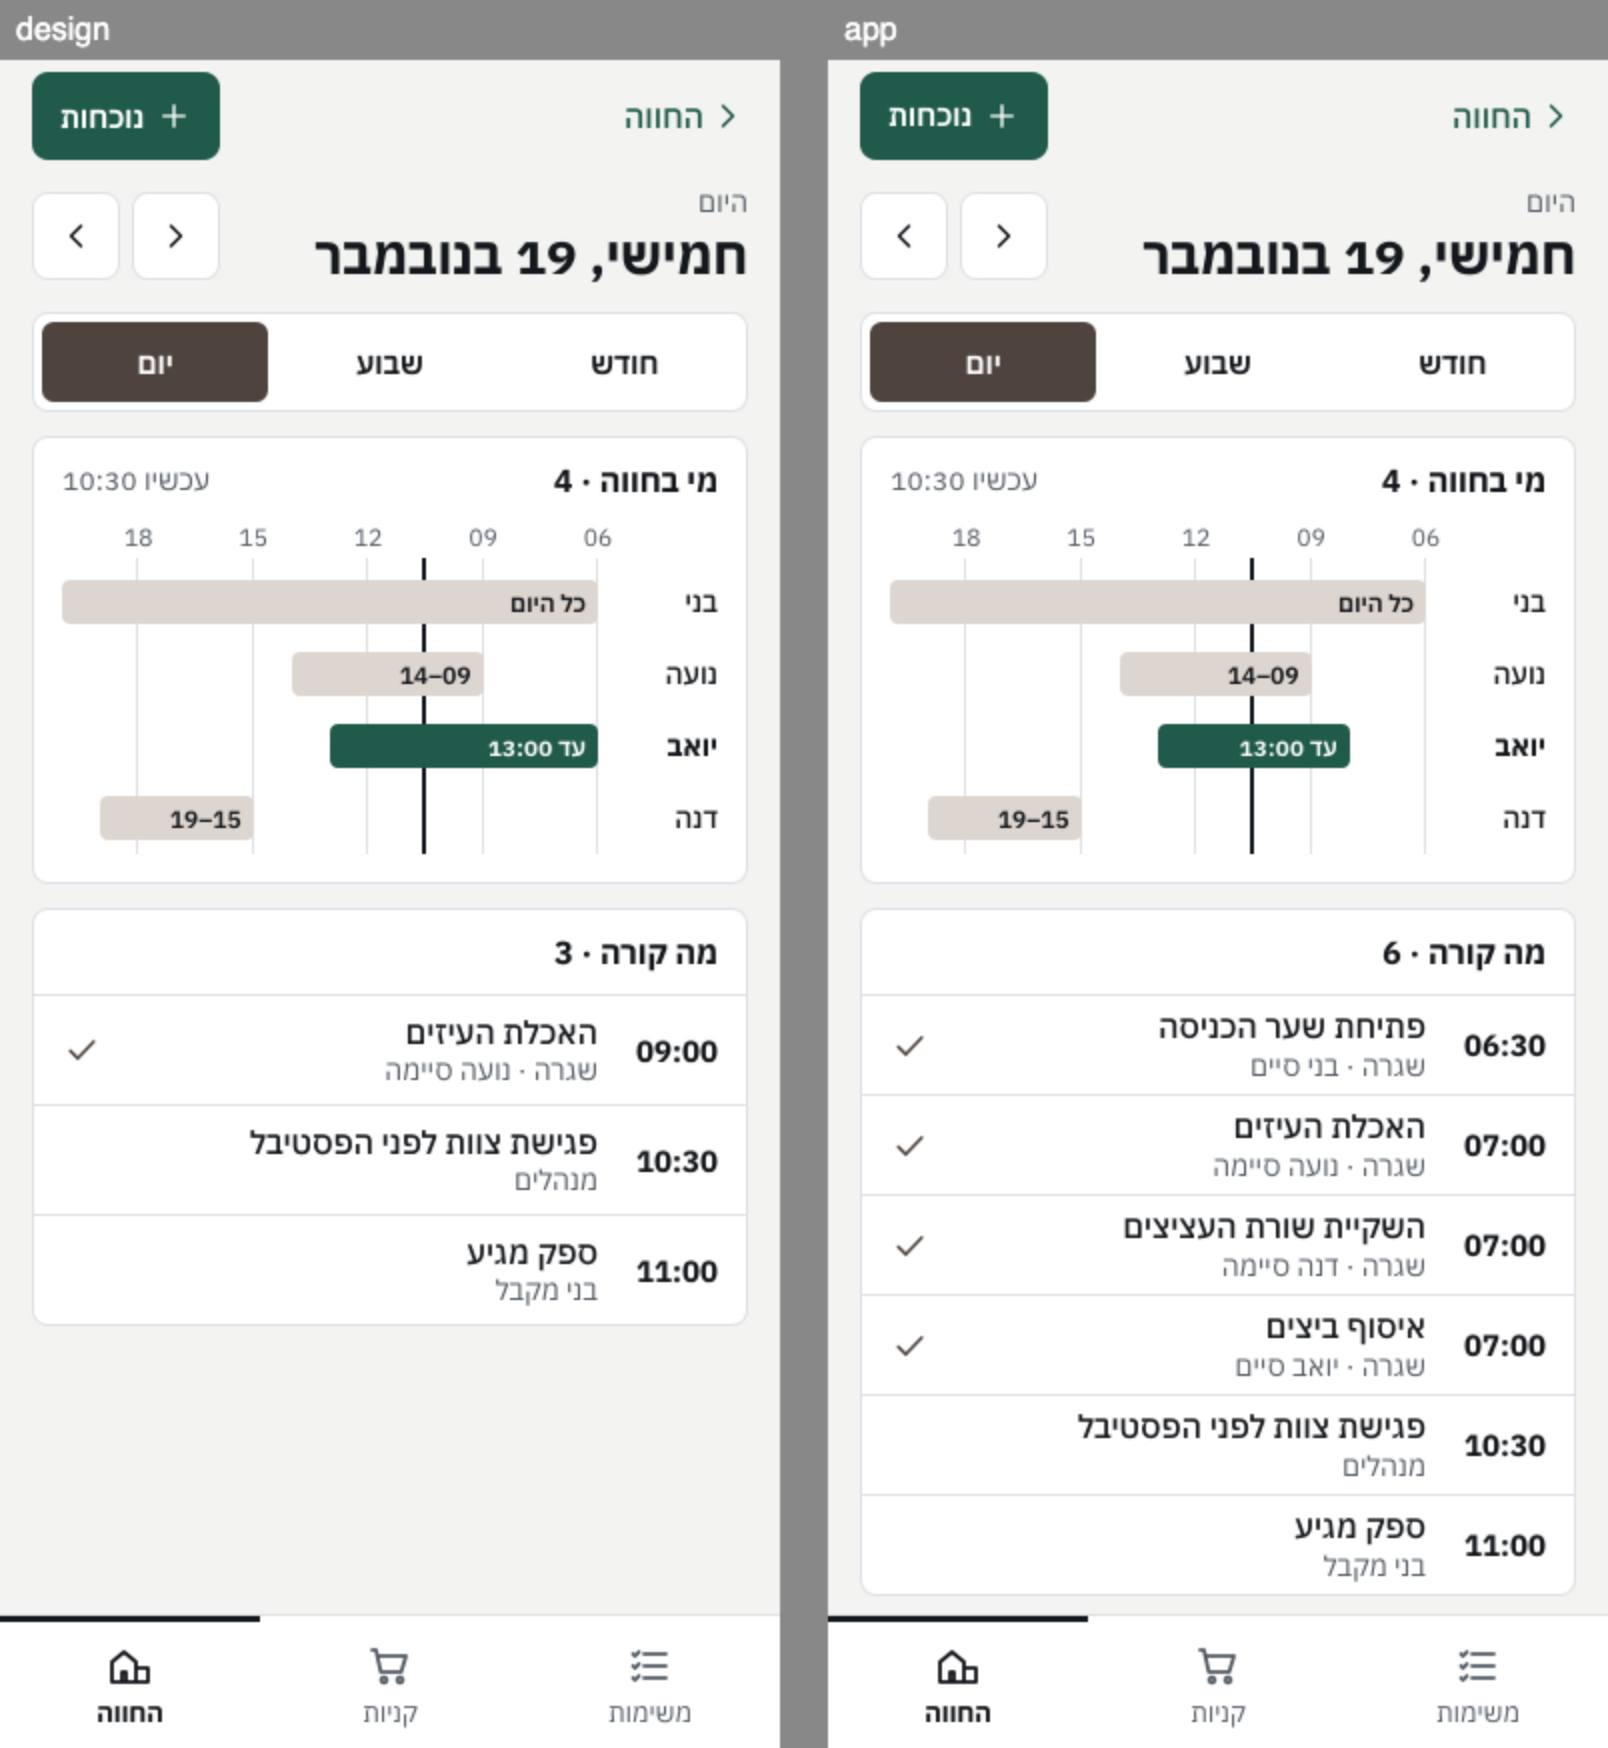 design
החווה
+ נוכחות
היום
חמישי, 19 בנובמבר
חודש
שבוע
יום
מי בחווה · 4
עכשיו 10:30
06
09
12
15
18
בני
כל היום
נועה
14–09
יואב
עד 13:00
דנה
19–15
מה קורה · 3
09:00
האכלת העיזים
שגרה · נועה סיימה
10:30
פגישת צוות לפני הפסטיבל
מנהלים
11:00
ספק מגיע
בני מקבל
משימות
קניות
החווה
app
החווה
+ נוכחות
היום
חמישי, 19 בנובמבר
חודש
שבוע
יום
מי בחווה · 4
עכשיו 10:30
06
09
12
15
18
בני
כל היום
נועה
14–09
יואב
עד 13:00
דנה
19–15
מה קורה · 6
06:30
פתיחת שער הכניסה
שגרה · בני סיים
07:00
האכלת העיזים
שגרה · נועה סיימה
07:00
השקיית שורת העציצים
שגרה · דנה סיימה
07:00
איסוף ביצים
שגרה · יואב סיים
10:30
פגישת צוות לפני הפסטיבל
מנהלים
11:00
ספק מגיע
בני מקבל
משימות
קניות
החווה